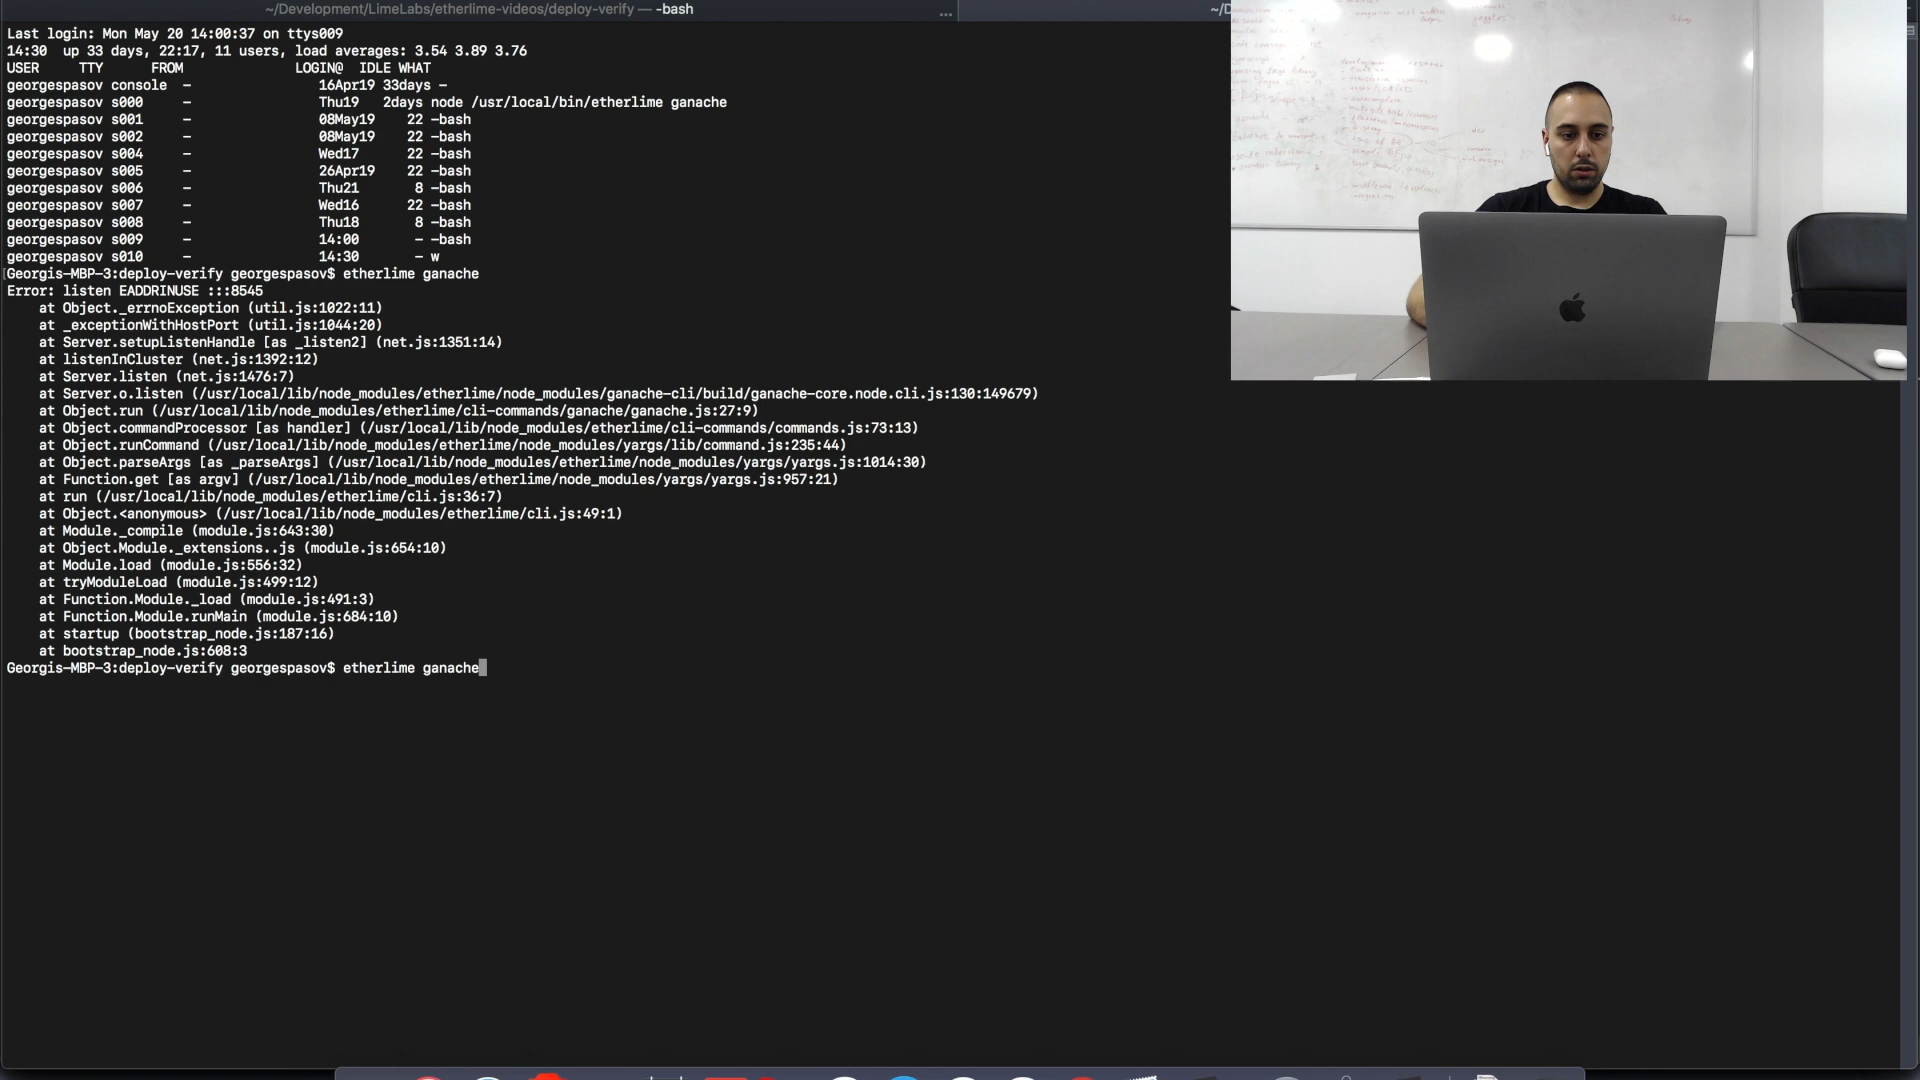 ~/Development/LimeLabs/etherlime-videos/deploy-verify — -bash
...
~/D
Last login: Mon May 20 14:00:37 on ttys009
14:30  up 33 days, 22:17, 11 users, load averages: 3.54 3.89 3.76
USER     TTY      FROM              LOGIN@  IDLE WHAT
georgespasov console  -                16Apr19 33days -
georgespasov s000     -                Thu19   2days node /usr/local/bin/etherlime ganache
georgespasov s001     -                08May19    22 -bash
georgespasov s002     -                08May19    22 -bash
georgespasov s004     -                Wed17      22 -bash
georgespasov s005     -                26Apr19    22 -bash
georgespasov s006     -                Thu21       8 -bash
georgespasov s007     -                Wed16      22 -bash
georgespasov s008     -                Thu18       8 -bash
georgespasov s009     -                14:00       - -bash
georgespasov s010     -                14:30       - w
[Georgis-MBP-3:deploy-verify georgespasov$ etherlime ganache
Error: listen EADDRINUSE :::8545
    at Object._errnoException (util.js:1022:11)
    at _exceptionWithHostPort (util.js:1044:20)
    at Server.setupListenHandle [as _listen2] (net.js:1351:14)
    at listenInCluster (net.js:1392:12)
    at Server.listen (net.js:1476:7)
    at Server.o.listen (/usr/local/lib/node_modules/etherlime/node_modules/ganache-cli/build/ganache-core.node.cli.js:130:149679)
    at Object.run (/usr/local/lib/node_modules/etherlime/cli-commands/ganache/ganache.js:27:9)
    at Object.commandProcessor [as handler] (/usr/local/lib/node_modules/etherlime/cli-commands/commands.js:73:13)
    at Object.runCommand (/usr/local/lib/node_modules/etherlime/node_modules/yargs/lib/command.js:235:44)
    at Object.parseArgs [as _parseArgs] (/usr/local/lib/node_modules/etherlime/node_modules/yargs/yargs.js:1014:30)
    at Function.get [as argv] (/usr/local/lib/node_modules/etherlime/node_modules/yargs/yargs.js:957:21)
    at run (/usr/local/lib/node_modules/etherlime/cli.js:36:7)
    at Object.<anonymous> (/usr/local/lib/node_modules/etherlime/cli.js:49:1)
    at Module._compile (module.js:643:30)
    at Object.Module._extensions..js (module.js:654:10)
    at Module.load (module.js:556:32)
    at tryModuleLoad (module.js:499:12)
    at Function.Module._load (module.js:491:3)
    at Function.Module.runMain (module.js:684:10)
    at startup (bootstrap_node.js:187:16)
    at bootstrap_node.js:608:3
Georgis-MBP-3:deploy-verify georgespasov$ etherlime ganache